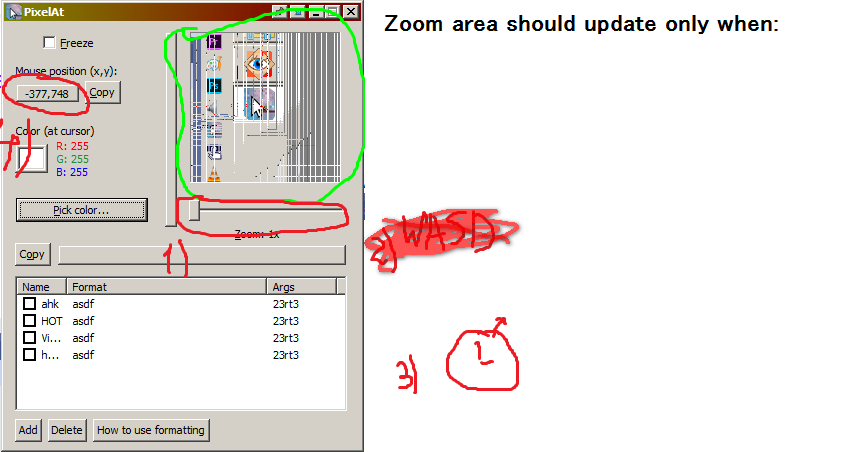 PixelAt
Zoom area should update only when:
Freeze
Mouse position (x,y):
-377,748
Copy
Color (at cursor)
R: 255
G: 255
B: 255
Pick color...
Zoom: 1x
1)
2) WASD
Copy
Name Format Args
ahk asdf 23rt3
HOT asdf 23rt3
Vi... asdf 23rt3
h... asdf 23rt3
3)
Add
Delete
How to use formatting